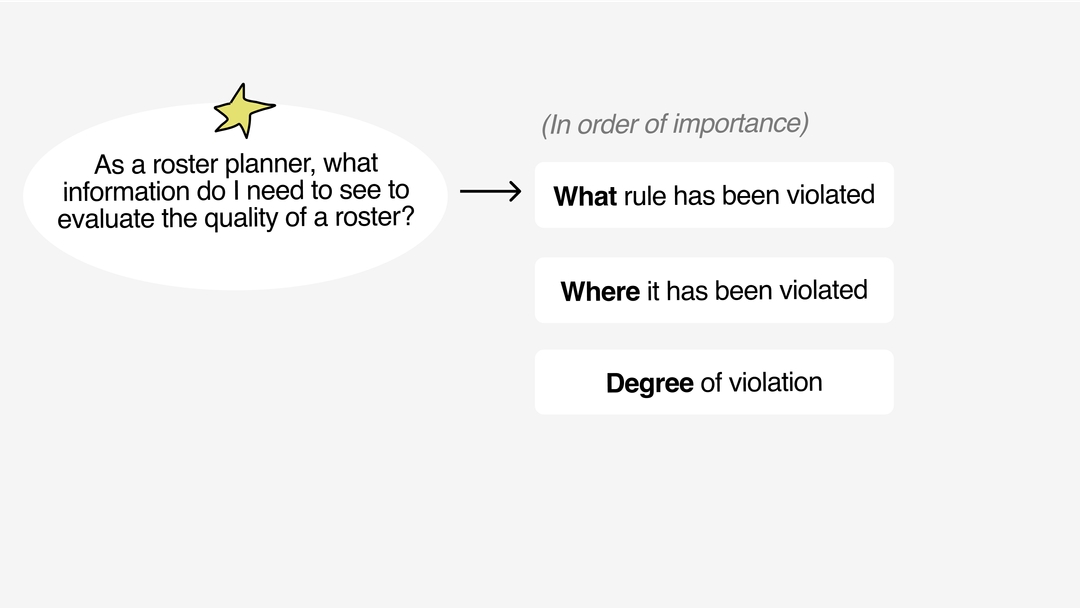 As a roster planner, what
information do I need to see to
evaluate the quality of a roster?
(In order of importance)
What rule has been violated
Where it has been violated
Degree of violation